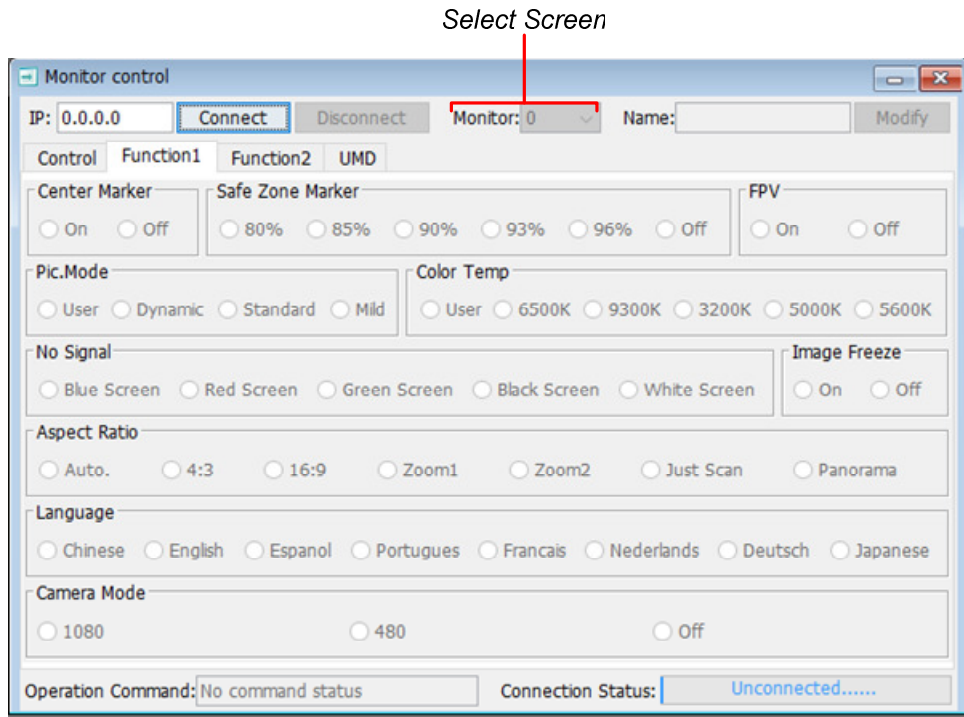 Select Screen
Monitor control
IP: 0.0.0.0 Connect Disconnect Monitor: 0 Name: Modify
Control Function1 Function2 UMD
Center Marker Safe Zone Marker FPV
On Off 80% 85% 90% 93% 96% Off On Off
Pic.Mode Color Temp
User Dynamic Standard Mild User 6500K 9300K 3200K 5000K 5600K
No Signal Image Freeze
Blue Screen Red Screen Green Screen Black Screen White Screen On Off
Aspect Ratio
Auto. 4:3 16:9 Zoom1 Zoom2 Just Scan Panorama
Language
Chinese English Espanol Portugues Francais Nederlands Deutsch Japanese
Camera Mode
1080 480 Off
Operation Command: No command status Connection Status: Unconnected......